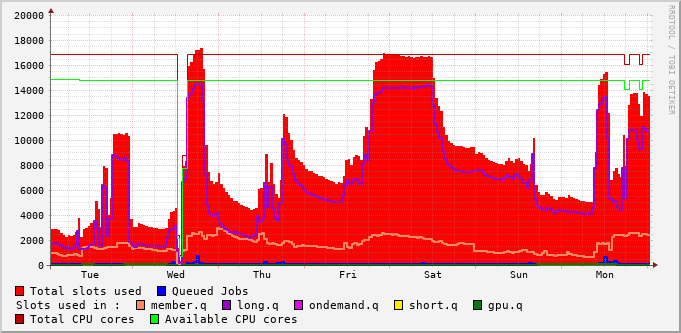 RRDTOOL / TOBI OETIKER
20000
18000
16000
14000
12000
10000
8000
6000
4000
2000
0
Tue Wed Thu Fri Sat Sun Mon
Total slots used Queued Jobs
Slots used in : member.q long.q ondemand.q short.q gpu.q
Total CPU cores Available CPU cores